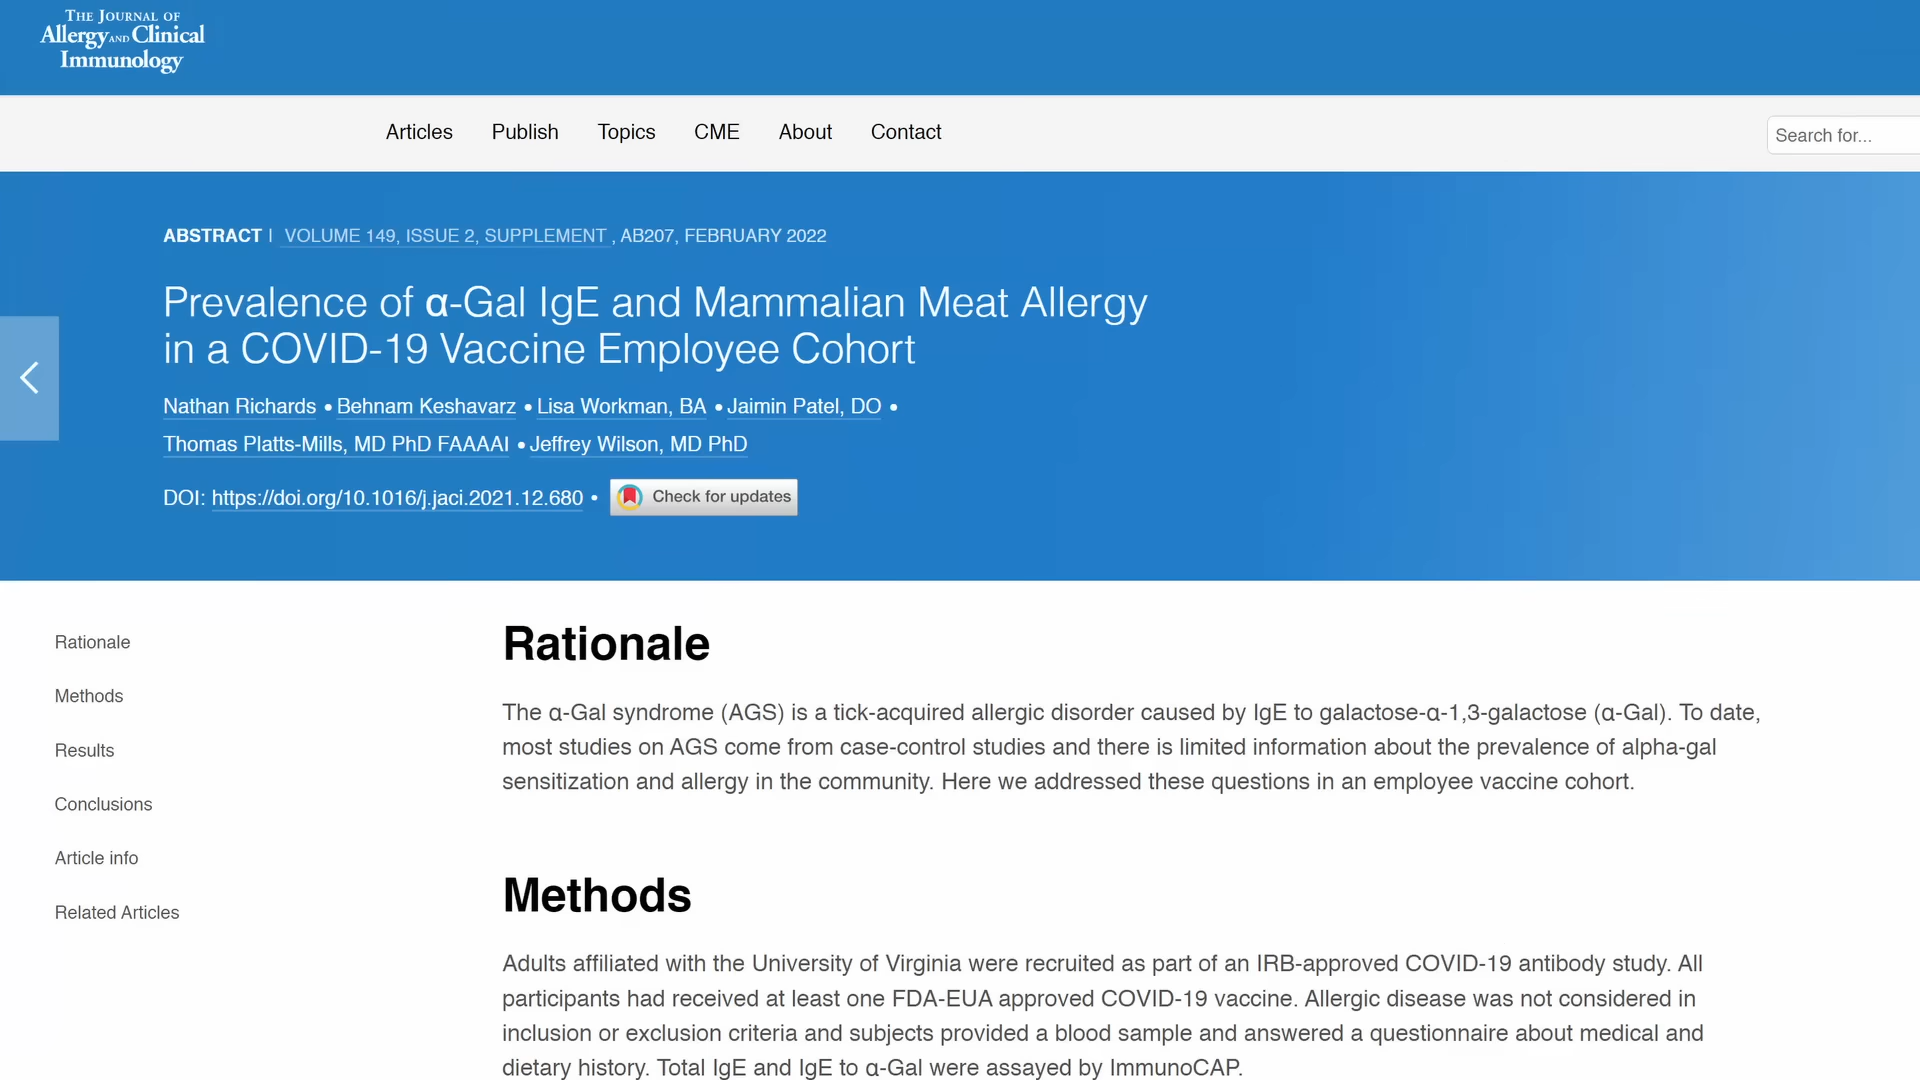 THE JOURNAL OF
Allergy AND Clinical
Immunology
Articles Publish Topics CME About Contact
Search for...
ABSTRACT | VOLUME 149, ISSUE 2, SUPPLEMENT , AB207, FEBRUARY 2022
Prevalence of α-Gal IgE and Mammalian Meat Allergy
in a COVID-19 Vaccine Employee Cohort
Nathan Richards • Behnam Keshavarz • Lisa Workman, BA • Jaimin Patel, DO •
Thomas Platts-Mills, MD PhD FAAAAI • Jeffrey Wilson, MD PhD
DOI: https://doi.org/10.1016/j.jaci.2021.12.680 • Check for updates
Rationale
Methods
Results
Conclusions
Article info
Related Articles
Rationale
The α-Gal syndrome (AGS) is a tick-acquired allergic disorder caused by IgE to galactose-α-1,3-galactose (α-Gal). To date,
most studies on AGS come from case-control studies and there is limited information about the prevalence of alpha-gal
sensitization and allergy in the community. Here we addressed these questions in an employee vaccine cohort.
Methods
Adults affiliated with the University of Virginia were recruited as part of an IRB-approved COVID-19 antibody study. All
participants had received at least one FDA-EUA approved COVID-19 vaccine. Allergic disease was not considered in
inclusion or exclusion criteria and subjects provided a blood sample and answered a questionnaire about medical and
dietary history. Total IgE and IgE to α-Gal were assayed by ImmunoCAP.